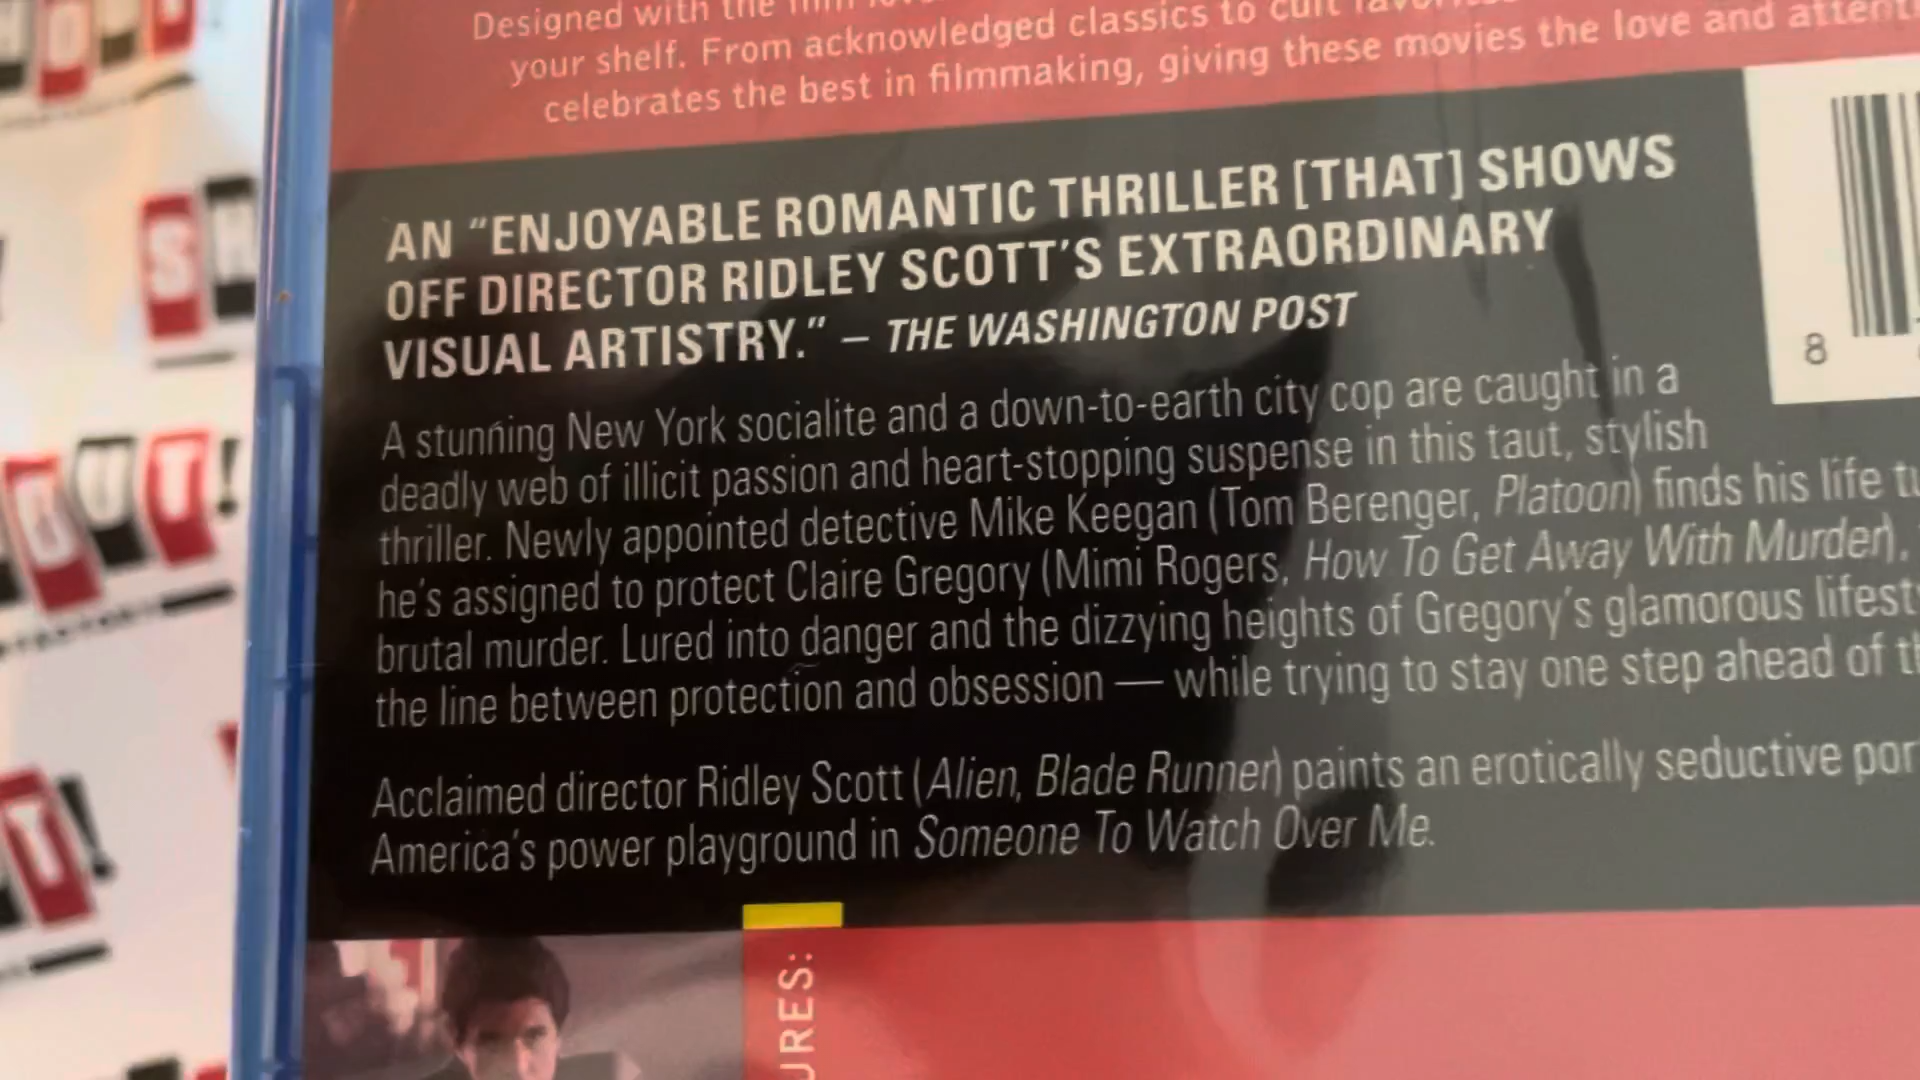 Designed with the film
your shelf. From acknowledged classics to cult
celebrates the best in filmmaking, giving these movies the love and
AN "ENJOYABLE ROMANTIC THRILLER [THAT] SHOWS
OFF DIRECTOR RIDLEY SCOTT'S EXTRAORDINARY
VISUAL ARTISTRY." – THE WASHINGTON POST
A stunning New York socialite and a down-to-earth city cop are caught in a
deadly web of illicit passion and heart-stopping suspense in this taut, stylish
thriller. Newly appointed detective Mike Keegan (Tom Berenger, Platoon) finds his life
he's assigned to protect Claire Gregory (Mimi Rogers, How To Get Away With Murder),
brutal murder. Lured into danger and the dizzying heights of Gregory's glamorous
the line between protection and obsession — while trying to stay one step ahead of
Acclaimed director Ridley Scott (Alien, Blade Runner) paints an erotically seductive
America's power playground in Someone To Watch Over Me.
8